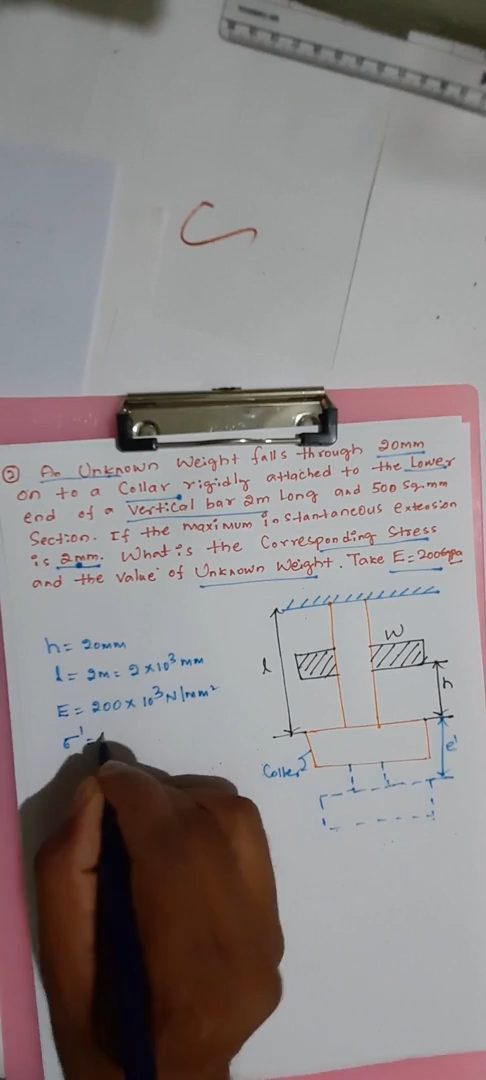 ② An Unknown Weight falls through 20mm
on to a Collar rigidly attached to the Lower
end of a Vertical bar 2m Long and 500 Sq.mm
Section. If the maximum instantaneous extension
is 2mm. What is the Corresponding Stress
and the value of Unknown Weight. Take E=200Gpa
h = 20mm
l = 2m = 2 × 10³ mm
E = 200 × 10³ N/mm²
σ' =
l
W
h
e'
Coller